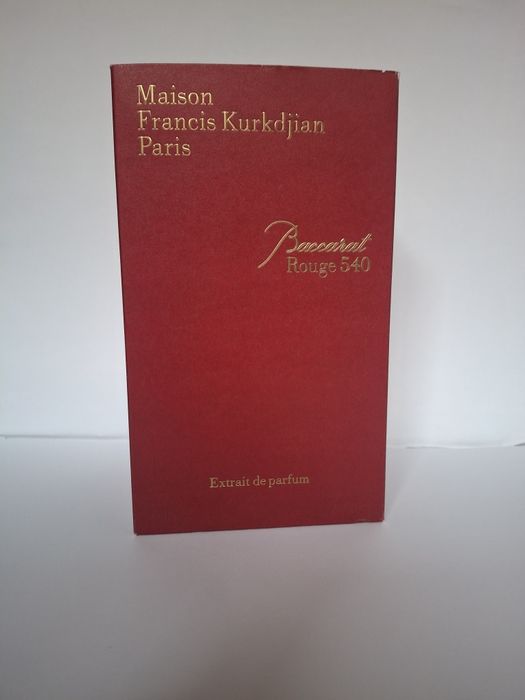 Maison
Francis Kurkdjian
Paris
Baccarat
Rouge 540
Extrait de parfum